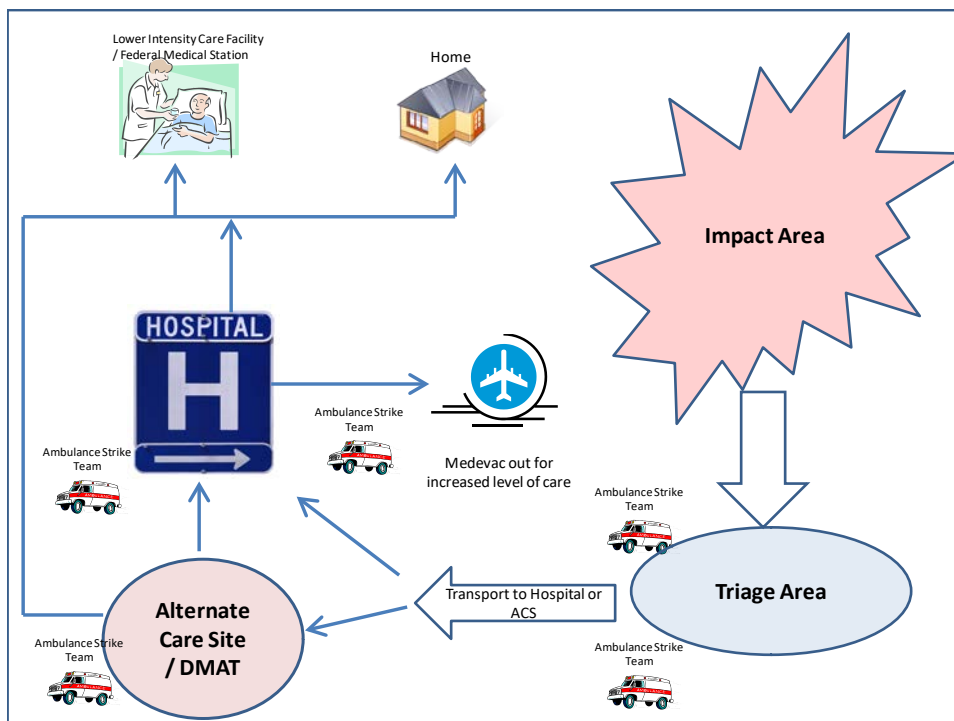 Lower Intensity Care Facility
/ Federal Medical Station
Home
Impact Area
HOSPITAL
H
Ambulance Strike
Team
Ambulance Strike
Team
Medevac out for
increased level of care
Ambulance Strike
Team
Transport to Hospital or
ACS
Triage Area
Alternate
Care Site
/ DMAT
Ambulance Strike
Team
Ambulance Strike
Team